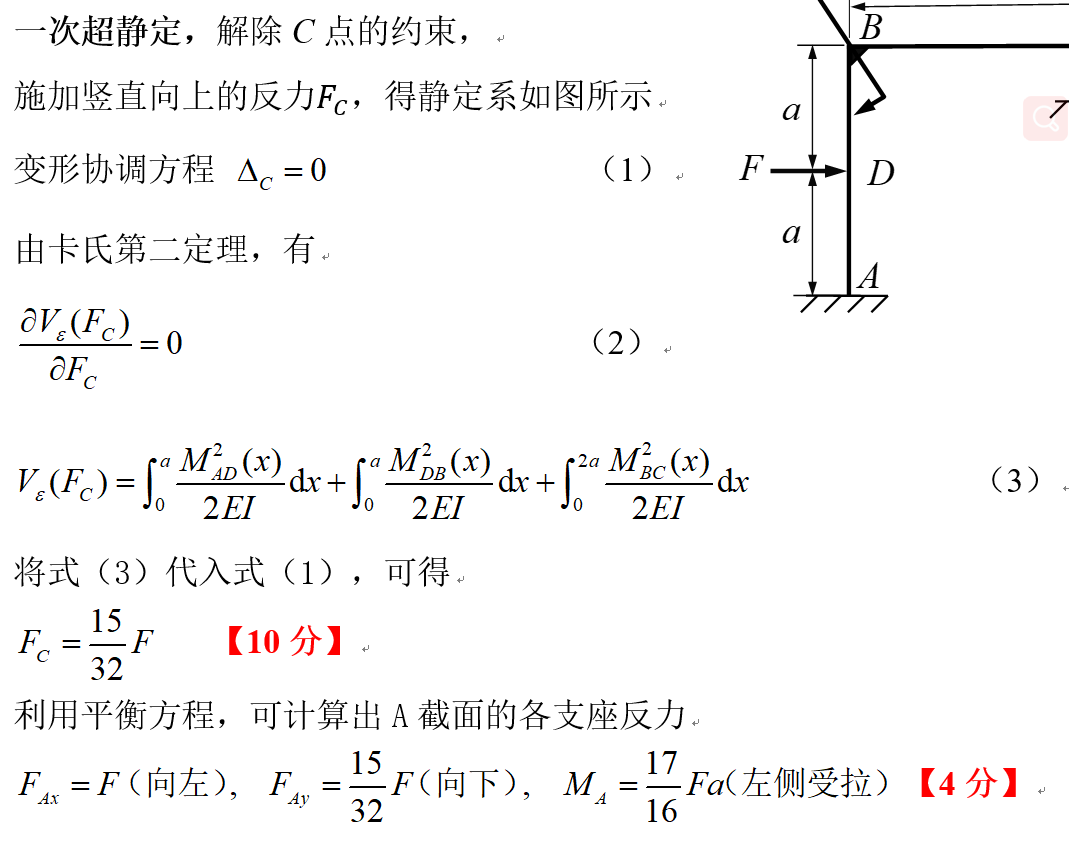 一次超静定，解除 C 点的约束，
施加竖直向上的反力F_C，得静定系如图所示
变形协调方程 Δ_C = 0 （1）
由卡氏第二定理，有
∂V_ε(F_C)/∂F_C = 0 （2）
V_ε(F_C) = ∫_0^a M_AD^2(x)/2EI dx + ∫_0^a M_DB^2(x)/2EI dx + ∫_0^2a M_BC^2(x)/2EI dx （3）
将式（3）代入式（1），可得
F_C = 15/32 F 【10 分】
利用平衡方程，可计算出 A 截面的各支座反力
F_Ax = F（向左）, F_Ay = 15/32 F（向下）, M_A = 17/16 Fa（左侧受拉）【4 分】
B
a
F
D
a
A